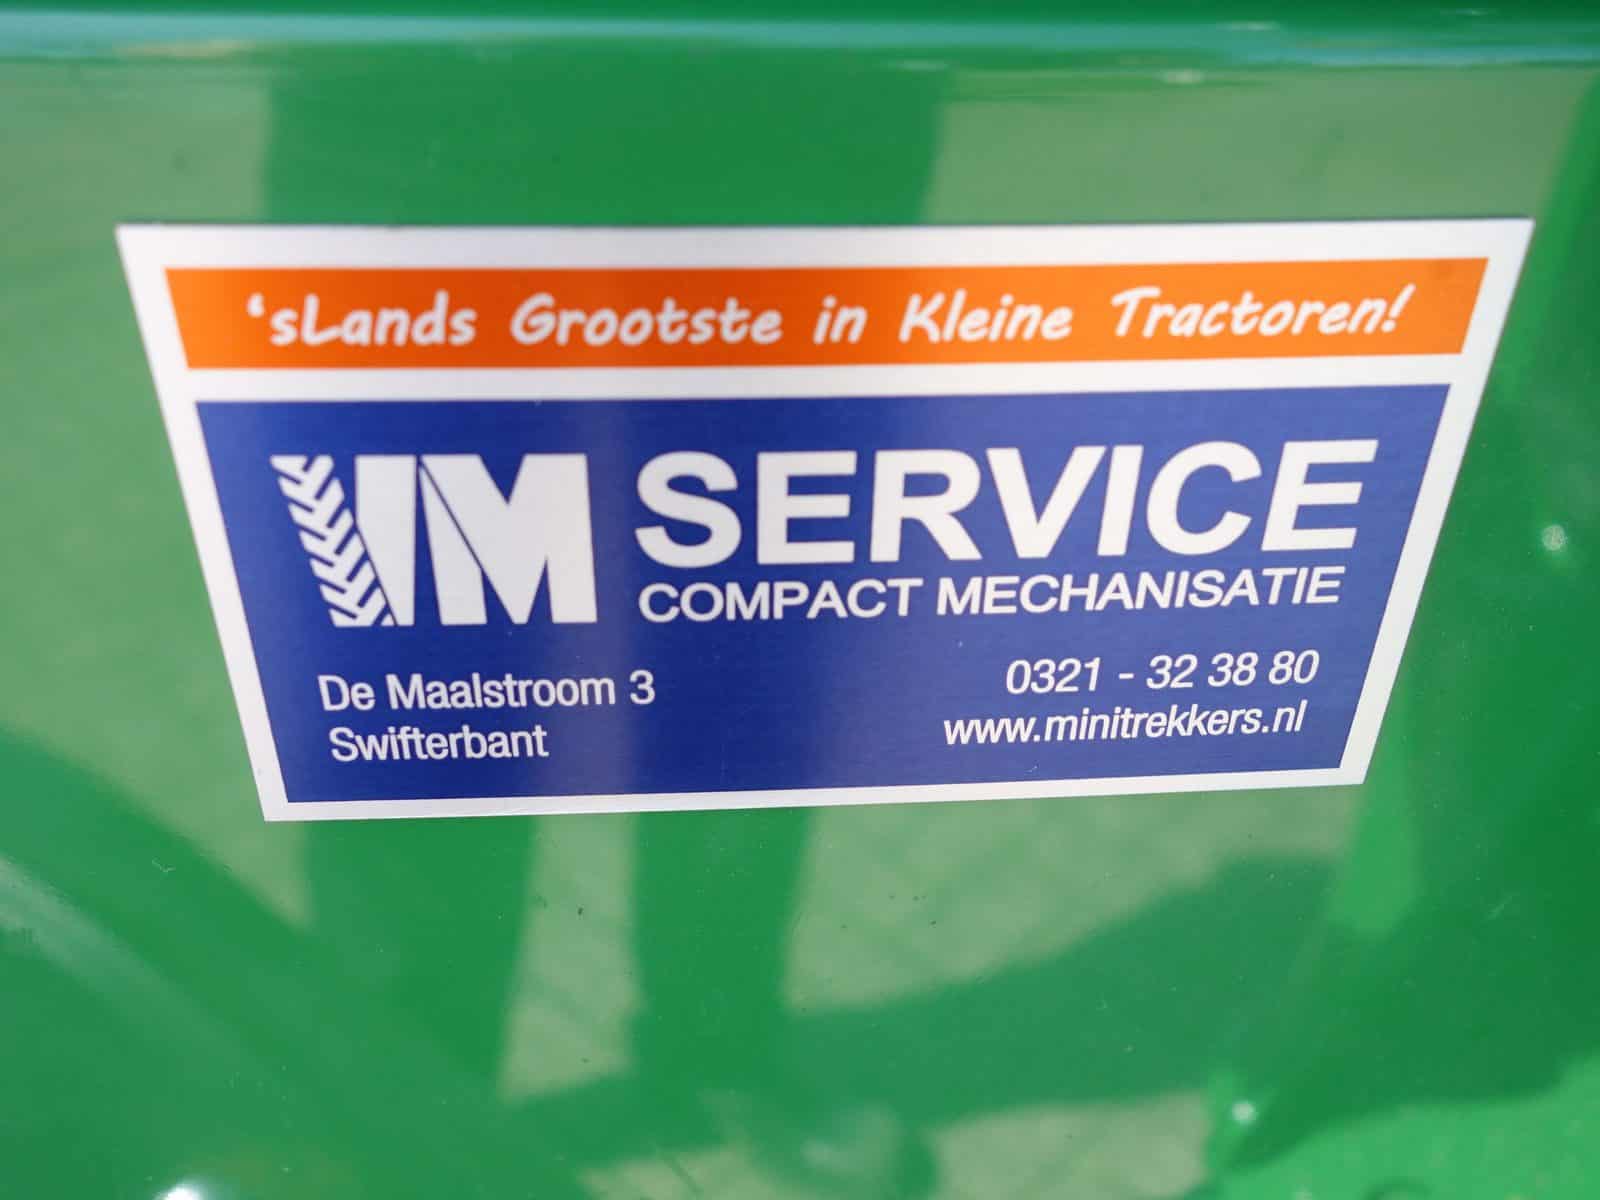 'sLands Grootste in Kleine Tractoren!
VM SERVICE
COMPACT MECHANISATIE
De Maalstroom 3
Swifterbant
0321 - 32 38 80
www.minitrekkers.nl